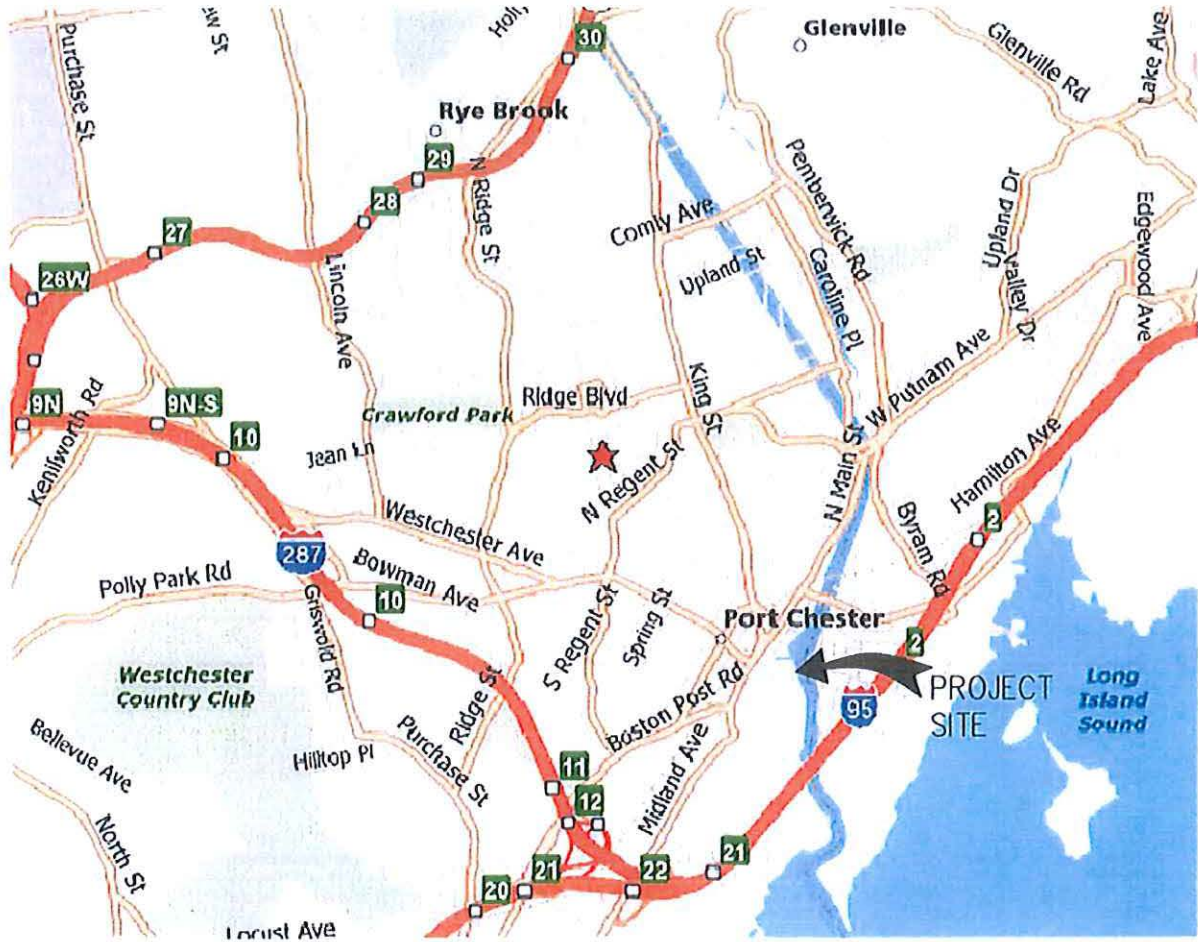 Purchase St
30
Glenville
Glenville Rd
Lake Ave
Rye Brook
29
N Ridge St
28
27
26W
Lincoln Ave
Comly Ave
Pemberwick Rd
Upland Dr
Edgewood Ave
Upland St
Caroline Pl
Valley Dr
9N
Kenilworth Rd
9N-S
10
Crawford Park
Ridge Blvd
King St
W Putnam Ave
Jean Ln
N Regent St
N Main St
Hamilton Ave
2
Westchester Ave
287
Byram Rd
Polly Park Rd
Bowman Ave
Griswold Rd
10
S Regent St
Spring St
Port Chester
2
Westchester
Country Club
Ridge St
Boston Post Rd
95
PROJECT
SITE
Long
Island
Sound
Bellevue Ave
Hilltop Pl
Purchase St
11
12
Midland Ave
North St
21
22
21
20
Locust Ave